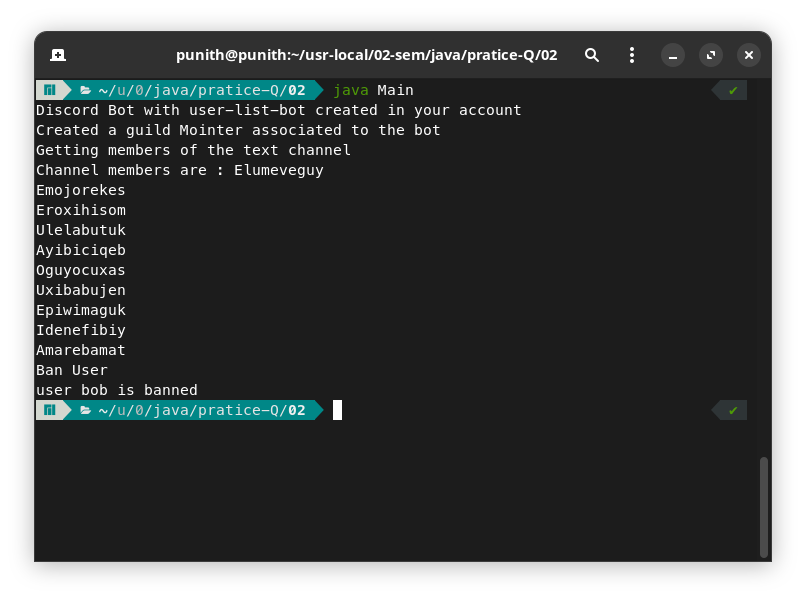 punith@punith:~/usr-local/02-sem/java/pratice-Q/02
~/u/0/java/pratice-Q/02 java Main ✔
Discord Bot with user-list-bot created in your account
Created a guild Mointer associated to the bot
Getting members of the text channel
Channel members are : Elumeveguy
Emojorekes
Eroxihisom
Ulelabutuk
Ayibiciqeb
Oguyocuxas
Uxibabujen
Epiwimaguk
Idenefibiy
Amarebamat
Ban User
user bob is banned
~/u/0/java/pratice-Q/02 ✔